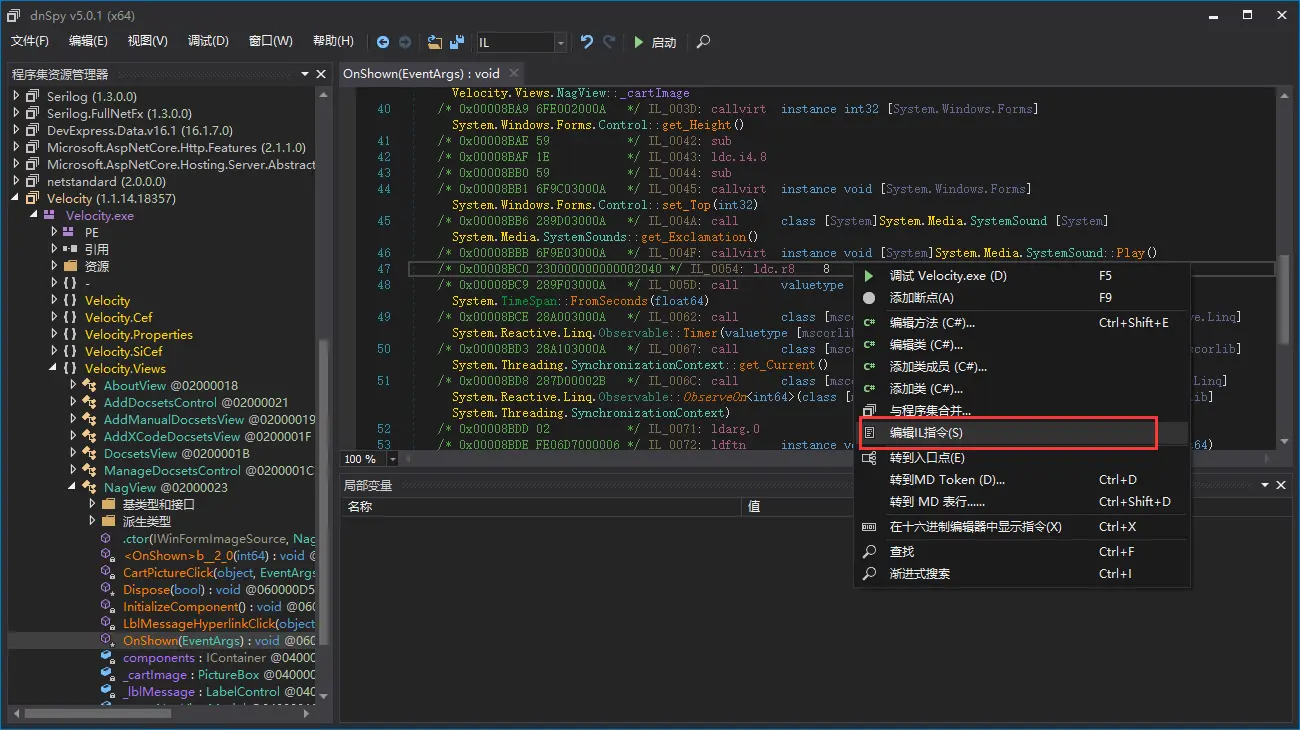 dnSpy v5.0.1 (x64)
文件(F) 编辑(E) 视图(V) 调试(D) 窗口(W) 帮助(H) IL 启动
程序集资源管理器
Serilog (1.3.0.0)
Serilog.FullNetFx (1.3.0.0)
DevExpress.Data.v16.1 (16.1.7.0)
Microsoft.AspNetCore.Http.Features (2.1.1.0)
Microsoft.AspNetCore.Hosting.Server.Abstract
netstandard (2.0.0.0)
Velocity (1.1.14.18357)
Velocity.exe
PE
引用
资源
{ } -
{ } Velocity
{ } Velocity.Cef
{ } Velocity.Properties
{ } Velocity.SiCef
{ } Velocity.Views
AboutView @02000018
AddDocsetsControl @02000021
AddManualDocsetsView @02000019
AddXCodeDocsetsView @0200001F
DocsetsView @0200001B
ManageDocsetsControl @0200001C
NagView @02000023
基类型和接口
派生类型
.ctor(IWinFormImageSource, Nag
<OnShown>b__2_0(int64) : void @
CartPictureClick(object, EventArgs
Dispose(bool) : void @060000D5
InitializeComponent() : void @060
LblMessageHyperlinkClick(object
OnShown(EventArgs) : void @060
components : IContainer @04000
_cartImage : PictureBox @040000
_lblMessage : LabelControl @040
OnShown(EventArgs) : void
Velocity.Views.NagView::_cartImage
40 /* 0x00008BA9 6FE002000A */ IL_003D: callvirt instance int32 [System.Windows.Forms]
System.Windows.Forms.Control::get_Height()
41 /* 0x00008BAE 59 */ IL_0042: sub
42 /* 0x00008BAF 1E */ IL_0043: ldc.i4.8
43 /* 0x00008BB0 59 */ IL_0044: sub
44 /* 0x00008BB1 6F9C03000A */ IL_0045: callvirt instance void [System.Windows.Forms]
System.Windows.Forms.Control::set_Top(int32)
45 /* 0x00008BB6 289D03000A */ IL_004A: call class [System]System.Media.SystemSound [System]
System.Media.SystemSounds::get_Exclamation()
46 /* 0x00008BBB 6F9E03000A */ IL_004F: callvirt instance void [System]System.Media.SystemSound::Play()
47 /* 0x00008BC0 230000000000002040 */ IL_0054: ldc.r8 8
48 /* 0x00008BC9 289F03000A */ IL_005D: call valuetype
System.TimeSpan::FromSeconds(float64)
49 /* 0x00008BCE 28A003000A */ IL_0062: call class [msc ve.Linq]
System.Reactive.Linq.Observable::Timer(valuetype [mscorlib
50 /* 0x00008BD3 28A103000A */ IL_0067: call class [msc orlib]
System.Threading.SynchronizationContext::get_Current()
51 /* 0x00008BD8 287D00002B */ IL_006C: call class [msc Linq]
System.Reactive.Linq.Observable::ObserveOn<int64>(class [m ib]
System.Threading.SynchronizationContext)
52 /* 0x00008BDD 02 */ IL_0071: ldarg.0
53 /* 0x00008BDE FE06D7000006 */ IL_0072: ldftn instance v 64)
100 %
调试 Velocity.exe (D) F5
添加断点(A) F9
编辑方法 (C#)... Ctrl+Shift+E
编辑类 (C#)...
添加类成员 (C#)...
添加类 (C#)...
与程序集合并...
编辑IL指令(S)
转到入口点(E)
转到MD Token (D)... Ctrl+D
转到 MD 表行...... Ctrl+Shift+D
在十六进制编辑器中显示指令(X) Ctrl+X
查找 Ctrl+F
渐进式搜索 Ctrl+I
局部变量
名称 值